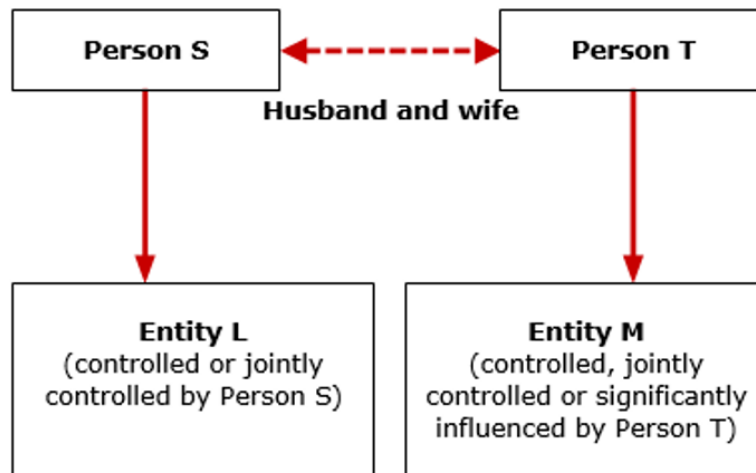 Person S
Person T
Husband and wife
Entity L
(controlled or jointly
controlled by Person S)
Entity M
(controlled, jointly
controlled or significantly
influenced by Person T)